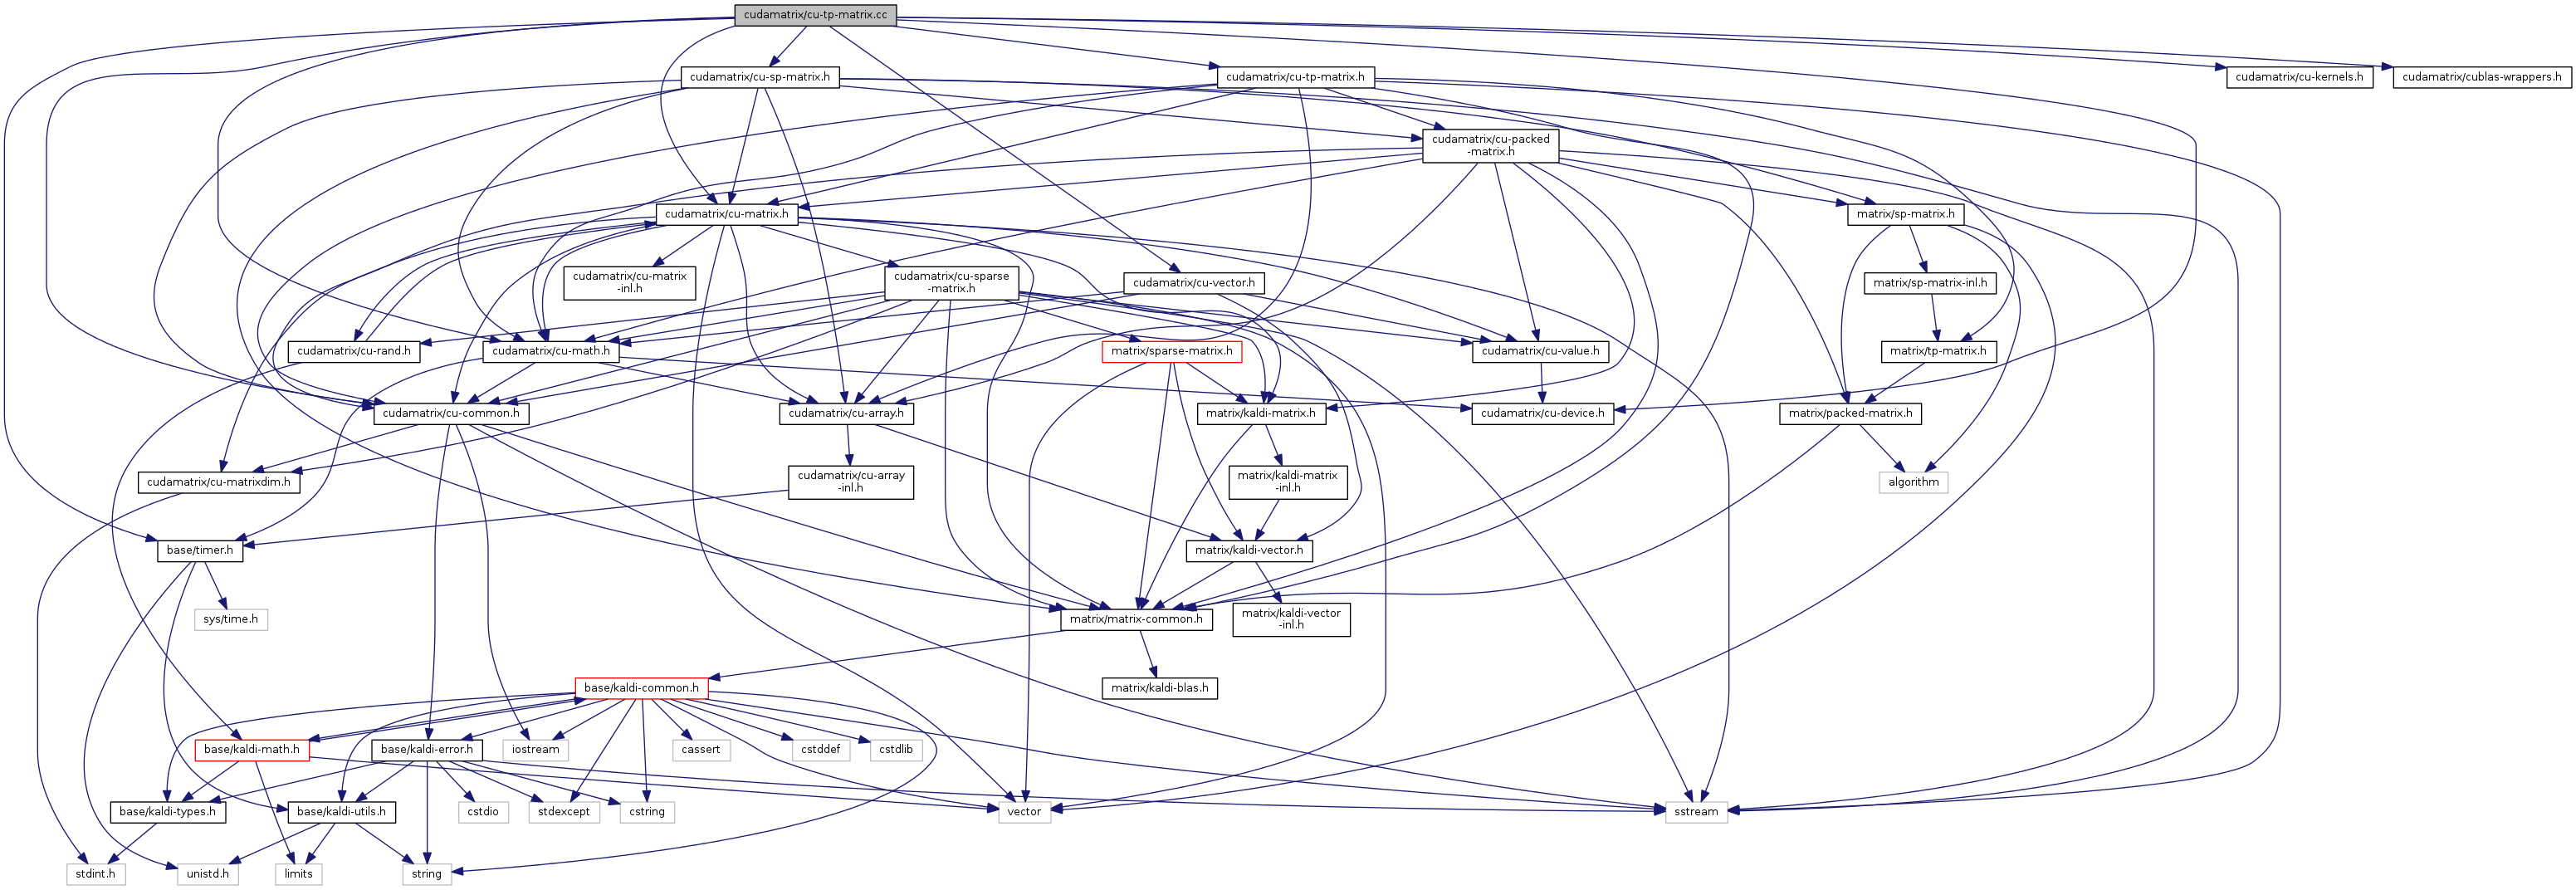 cudamatrix/cu-tp-matrix.cc
cudamatrix/cu-sp-matrix.h
cudamatrix/cu-tp-matrix.h
cudamatrix/cu-kernels.h
cudamatrix/cublas-wrappers.h
cudamatrix/cu-packed
-matrix.h
cudamatrix/cu-matrix.h
matrix/sp-matrix.h
cudamatrix/cu-matrix
-inl.h
cudamatrix/cu-sparse
-matrix.h
cudamatrix/cu-vector.h
matrix/sp-matrix-inl.h
cudamatrix/cu-rand.h
cudamatrix/cu-math.h
matrix/sparse-matrix.h
cudamatrix/cu-value.h
matrix/tp-matrix.h
cudamatrix/cu-common.h
cudamatrix/cu-array.h
matrix/kaldi-matrix.h
cudamatrix/cu-device.h
matrix/packed-matrix.h
cudamatrix/cu-matrixdim.h
cudamatrix/cu-array
-inl.h
matrix/kaldi-matrix
-inl.h
algorithm
base/timer.h
matrix/kaldi-vector.h
sys/time.h
matrix/matrix-common.h
matrix/kaldi-vector
-inl.h
base/kaldi-common.h
matrix/kaldi-blas.h
base/kaldi-math.h
base/kaldi-error.h
iostream
cassert
cstddef
cstdlib
base/kaldi-types.h
base/kaldi-utils.h
cstdio
stdexcept
cstring
vector
sstream
stdint.h
unistd.h
limits
string